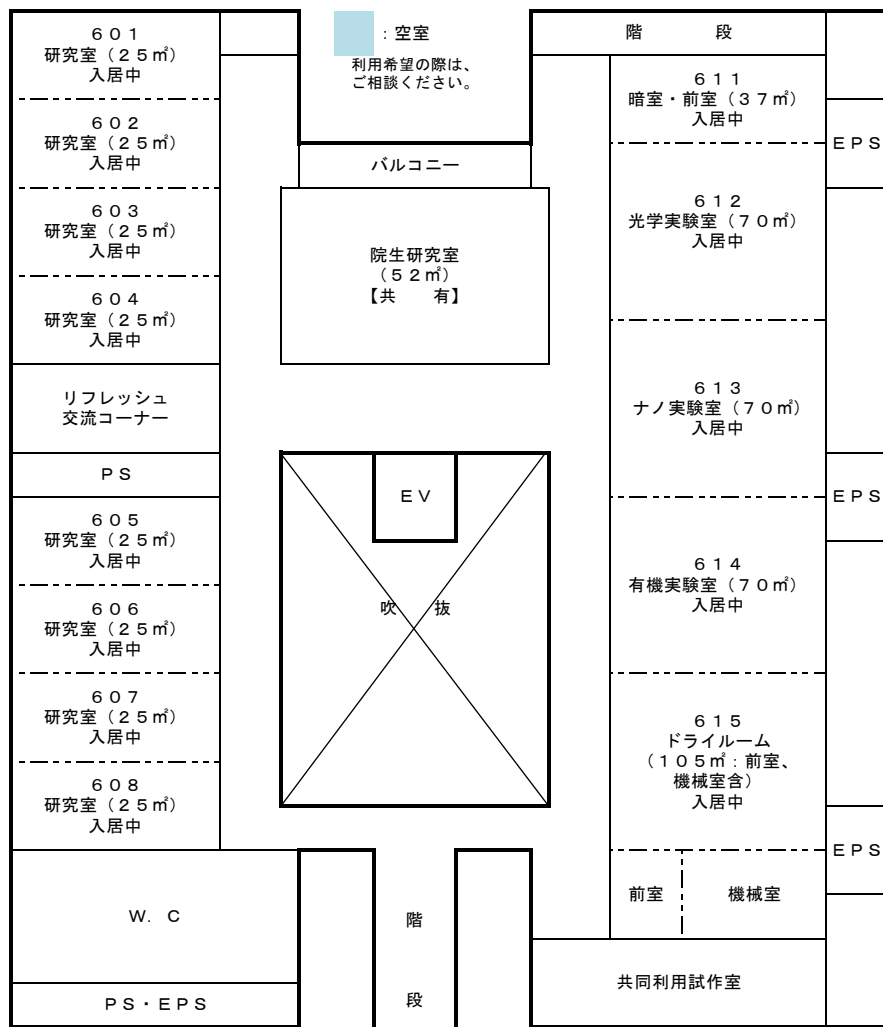 ６０１
研究室（２５㎡）
入居中
６０２
研究室（２５㎡）
入居中
６０３
研究室（２５㎡）
入居中
６０４
研究室（２５㎡）
入居中
リフレッシュ
交流コーナー
ＰＳ
６０５
研究室（２５㎡）
入居中
６０６
研究室（２５㎡）
入居中
６０７
研究室（２５㎡）
入居中
６０８
研究室（２５㎡）
入居中
Ｗ．Ｃ
ＰＳ・ＥＰＳ
：空室
利用希望の際は、
ご相談ください。
バルコニー
院生研究室
（５２㎡）
【共　有】
ＥＶ
吹　抜
階
段
階　段
６１１
暗室・前室（３７㎡）
入居中
６１２
光学実験室（７０㎡）
入居中
６１３
ナノ実験室（７０㎡）
入居中
６１４
有機実験室（７０㎡）
入居中
６１５
ドライルーム
（１０５㎡：前室、
機械室含）
入居中
前室　機械室
共同利用試作室
ＥＰＳ
ＥＰＳ
ＥＰＳ